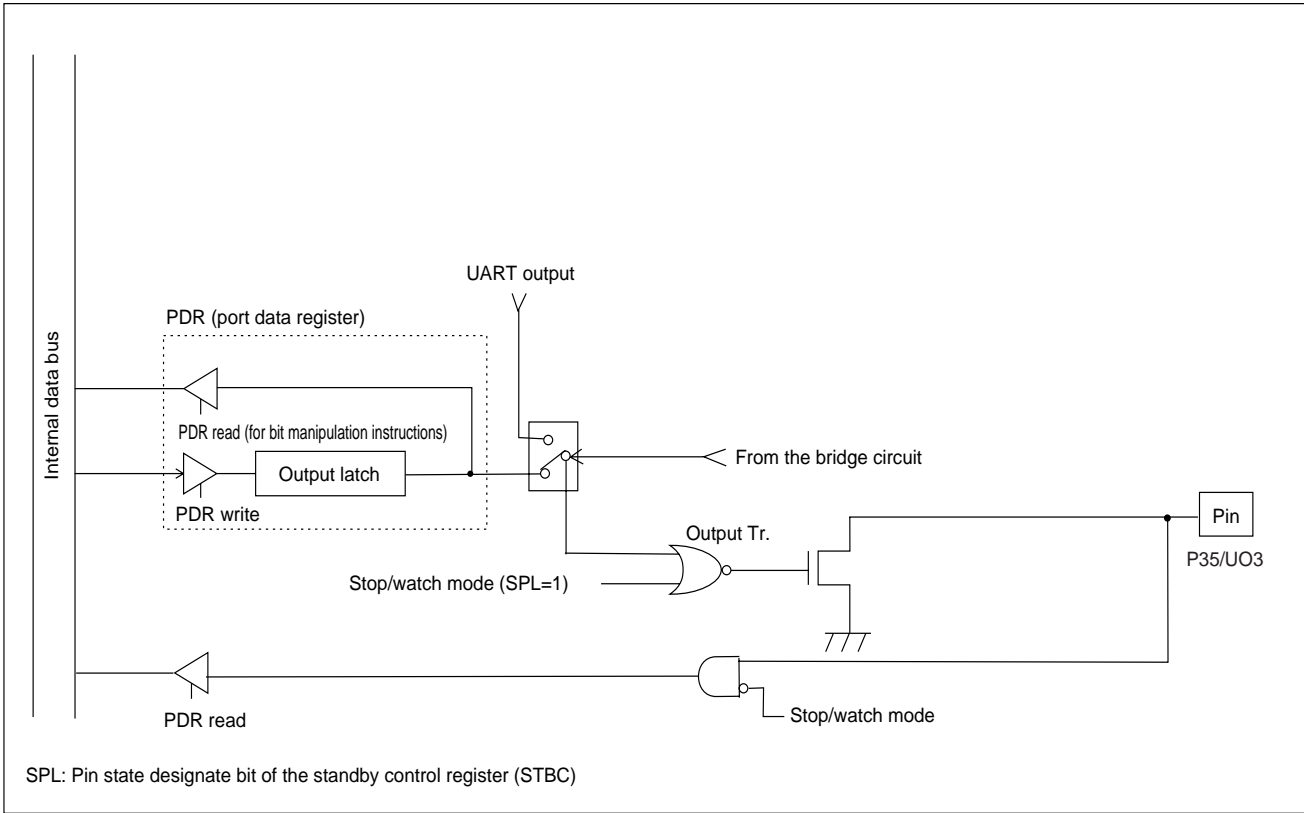 UART output
PDR (port data register)
Internal data bus
PDR read (for bit manipulation instructions)
Output latch
From the bridge circuit
PDR write
Pin
Output Tr.
P35/UO3
Stop/watch mode (SPL=1)
PDR read
Stop/watch mode
SPL: Pin state designate bit of the standby control register (STBC)